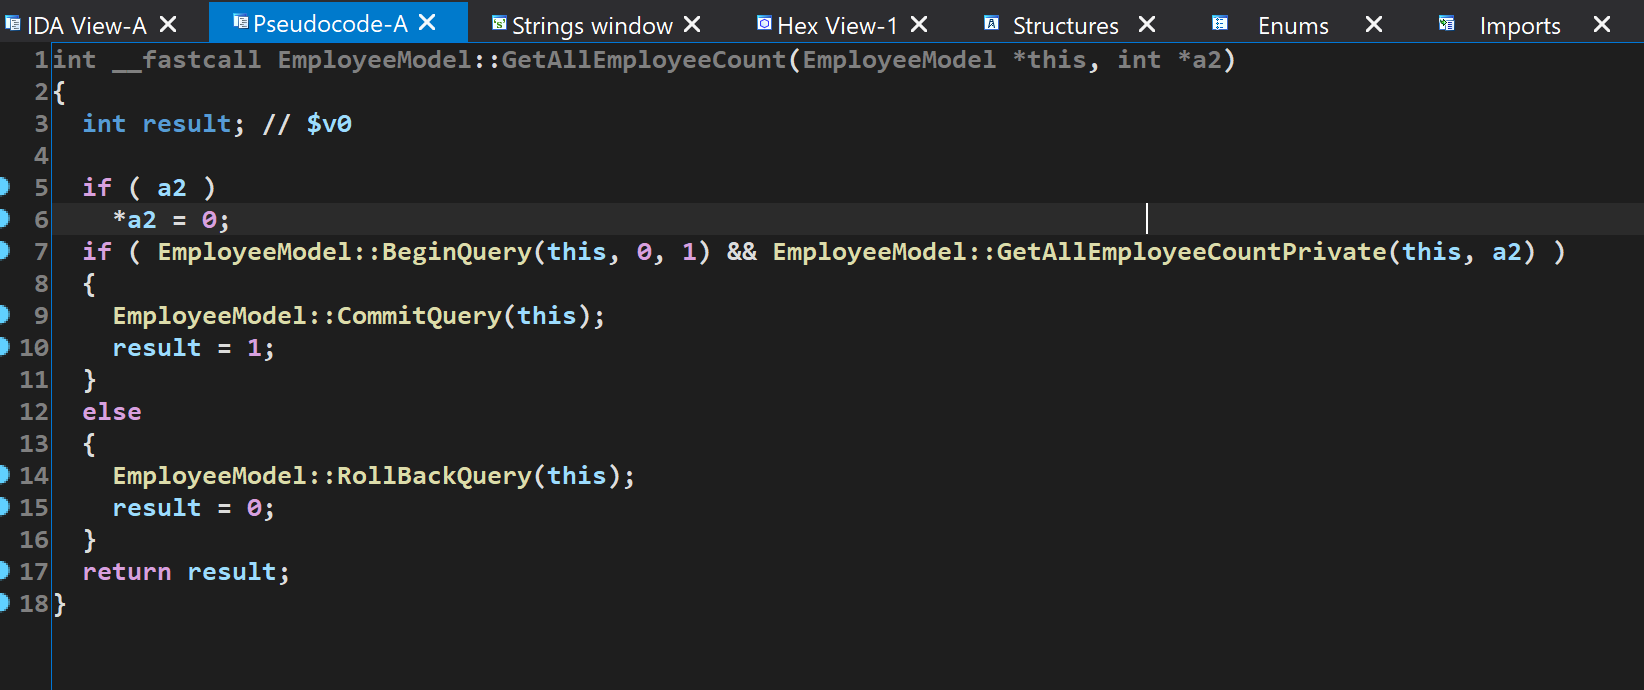 IDA View-A Pseudocode-A Strings window Hex View-1 Structures Enums Imports
1 int __fastcall EmployeeModel::GetAllEmployeeCount(EmployeeModel *this, int *a2)
2 {
3 int result; // $v0
4
5 if ( a2 )
6 *a2 = 0;
7 if ( EmployeeModel::BeginQuery(this, 0, 1) && EmployeeModel::GetAllEmployeeCountPrivate(this, a2) )
8 {
9 EmployeeModel::CommitQuery(this);
10 result = 1;
11 }
12 else
13 {
14 EmployeeModel::RollBackQuery(this);
15 result = 0;
16 }
17 return result;
18 }